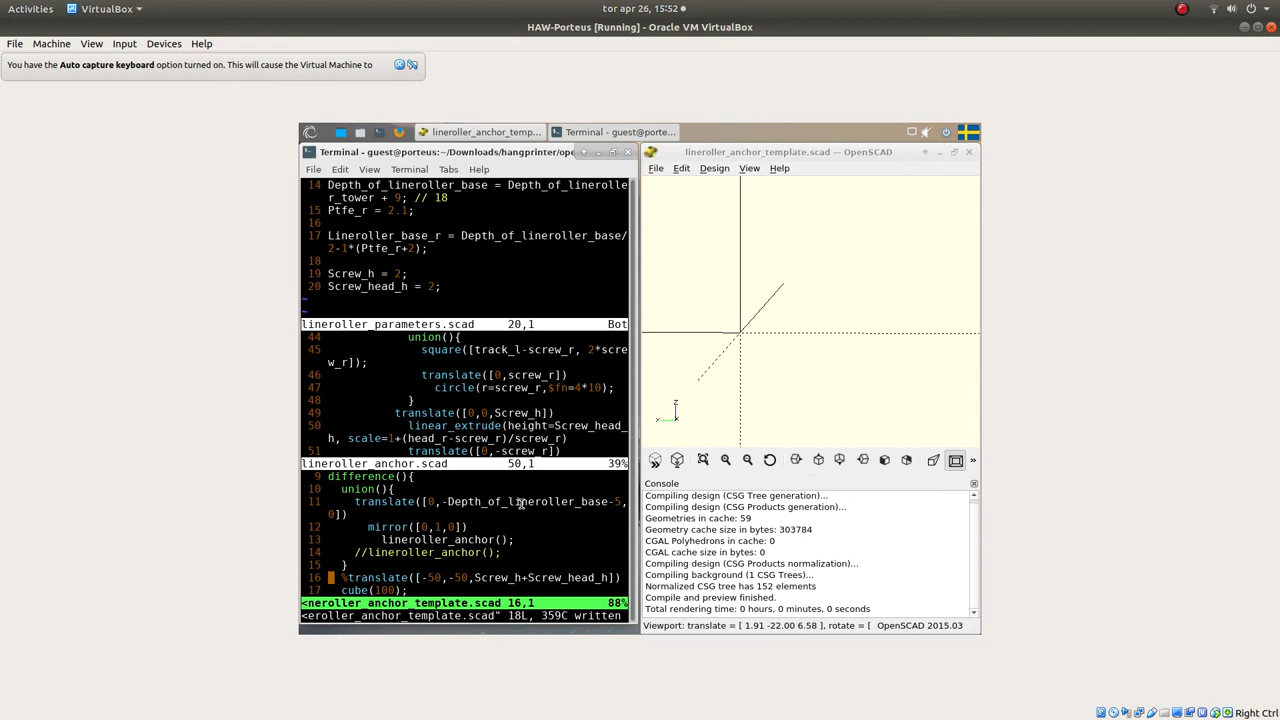 Activities
VirtualBox
tor apr 26, 15:52
HAW-Porteus [Running] - Oracle VM VirtualBox
File Machine View Input Devices Help
You have the Auto capture keyboard option turned on. This will cause the Virtual Machine to
lineroller_anchor_temp...
Terminal - guest@porte...
Terminal - guest@porteus:~/Downloads/hangprinter/ope
File Edit View Terminal Tabs Help
14 Depth_of_lineroller_base = Depth_of_linerolle
r_tower + 9; // 18
15 Ptfe_r = 2.1;
16
17 Lineroller_base_r = Depth_of_lineroller_base/
2-1*(Ptfe_r+2);
18
19 Screw_h = 2;
20 Screw_head_h = 2;
~
~
lineroller_parameters.scad 20,1 Bot
44 union(){
45 square([track_l-screw_r, 2*scre
w_r]);
46 translate([0,screw_r])
47 circle(r=screw_r,$fn=4*10);
48 }
49 translate([0,0,Screw_h])
50 linear_extrude(height=Screw_head_
h, scale=1+(head_r-screw_r)/screw_r)
51 translate([0,-screw_r])
lineroller_anchor.scad 50,1 39%
9 difference(){
10 union(){
11 translate([0,-Depth_of_lineroller_base-5,
0])
12 mirror([0,1,0])
13 lineroller_anchor();
14 //lineroller_anchor();
15 }
16 %translate([-50,-50,Screw_h+Screw_head_h])
17 cube(100);
<neroller_anchor_template.scad 16,1 88%
<eroller_anchor_template.scad" 18L, 359C written
lineroller_anchor_template.scad — OpenSCAD
File Edit Design View Help
z
y
x
»
Console
Compiling design (CSG Tree generation)...
Compiling design (CSG Products generation)...
Geometries in cache: 59
Geometry cache size in bytes: 303784
CGAL Polyhedrons in cache: 0
CGAL cache size in bytes: 0
Compiling design (CSG Products normalization)...
Compiling background (1 CSG Trees)...
Normalized CSG tree has 152 elements
Compile and preview finished.
Total rendering time: 0 hours, 0 minutes, 0 seconds
Viewport: translate = [ 1.91 -22.00 6.58 ], rotate = [ OpenSCAD 2015.03
Right Ctrl